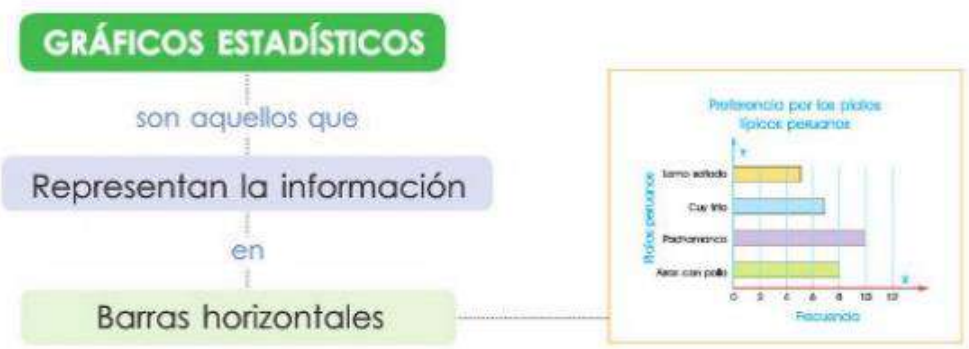 GRÁFICOS ESTADÍSTICOS
son aquellos que
Representan la información
en
Barras horizontales
Preferencia por los platos
típicos peruanos
Y
Platos peruanos
Lomo saltado
Cuy frito
Pachamanca
Arroz con pollo
X
0 2 4 6 8 10 12
Frecuencia